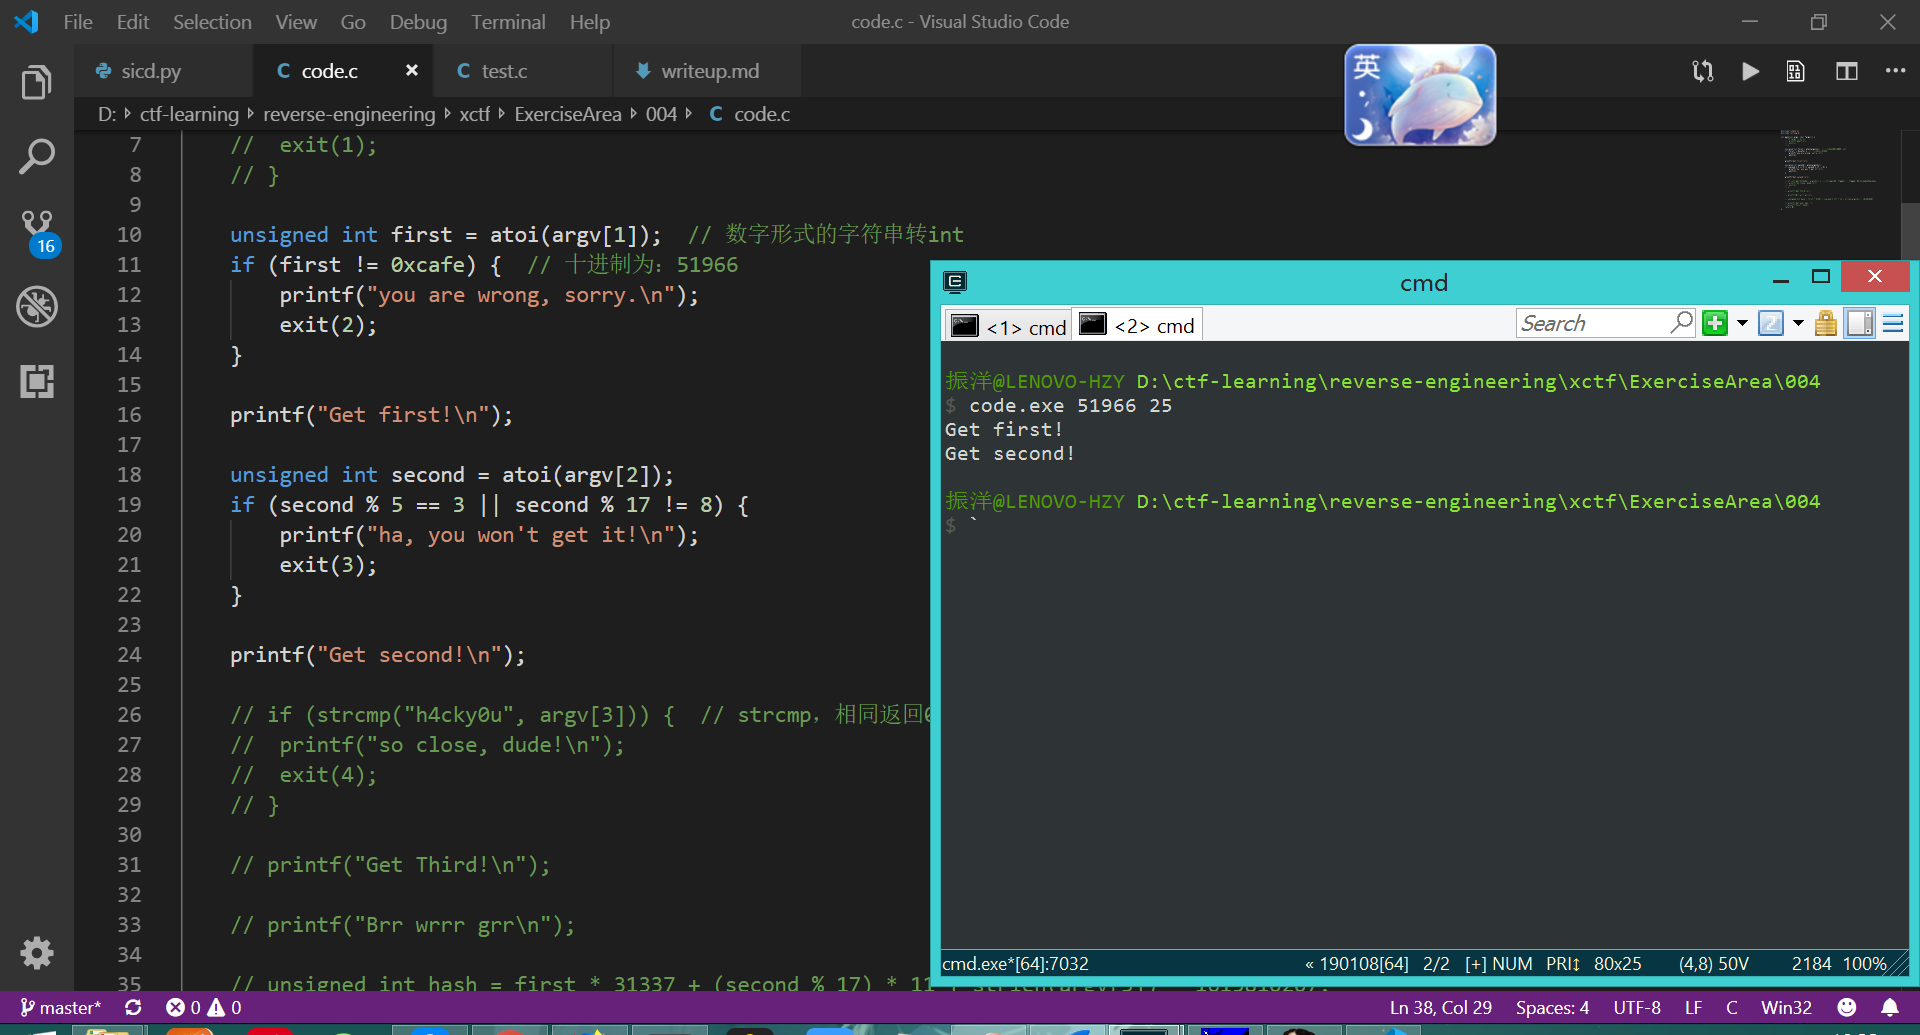 File Edit Selection View Go Debug Terminal Help
code.c - Visual Studio Code
sicd.py
C code.c ×
C test.c
writeup.md
英
D: ctf-learning reverse-engineering xctf ExerciseArea 004 C code.c
7 //  exit(1);
8 // }
9
10 unsigned int first = atoi(argv[1]);  // 数字形式的字符串转int
11 if (first != 0xcafe) {  // 十进制为：51966
12 printf("you are wrong, sorry.\n");
13 exit(2);
14 }
15
16 printf("Get first!\n");
17
18 unsigned int second = atoi(argv[2]);
19 if (second % 5 == 3 || second % 17 != 8) {
20 printf("ha, you won't get it!\n");
21 exit(3);
22 }
23
24 printf("Get second!\n");
25
26 // if (strcmp("h4cky0u", argv[3])) {  // strcmp，相同返回
27 //  printf("so close, dude!\n");
28 //  exit(4);
29 // }
30
31 // printf("Get Third!\n");
32
33 // printf("Brr wrrr grr\n");
34
35 // unsigned int hash = first * 31337 + (second % 17) * 11
16
cmd
<1> cmd
<2> cmd
Search
振洋@LENOVO-HZY D:\ctf-learning\reverse-engineering\xctf\ExerciseArea\004
$ code.exe 51966 25
Get first!
Get second!
振洋@LENOVO-HZY D:\ctf-learning\reverse-engineering\xctf\ExerciseArea\004
$ `
cmd.exe*[64]:7032
« 190108[64] 2/2 [+] NUM PRI↕ 80x25 (4,8) 50V 2184 100%
master* 0 0
Ln 38, Col 29 Spaces: 4 UTF-8 LF C Win32